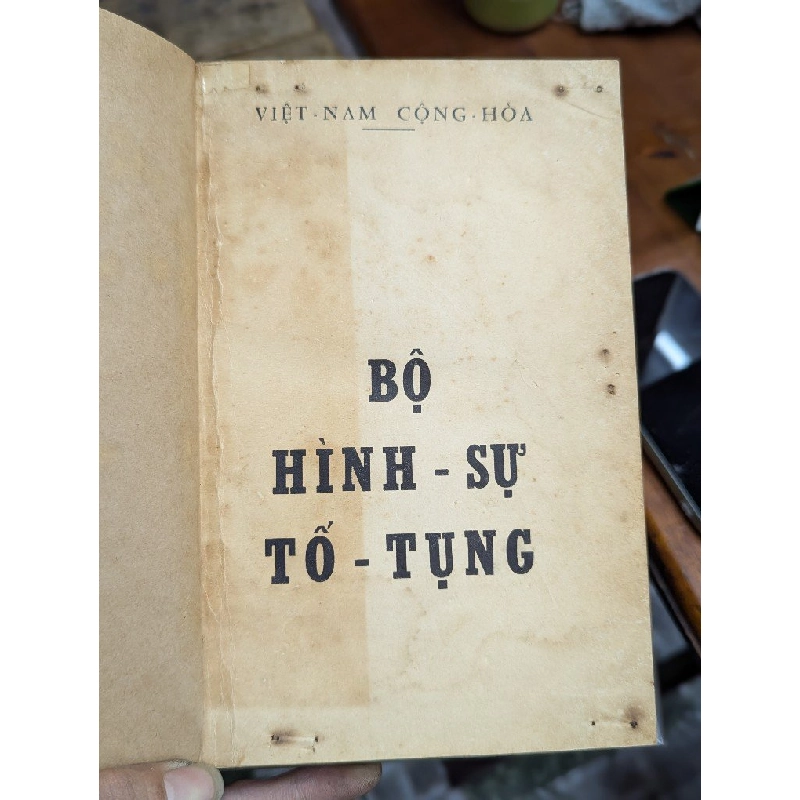 VIỆT-NAM CỘNG-HÒA
BỘ
HÌNH - SỰ
TỐ - TỤNG